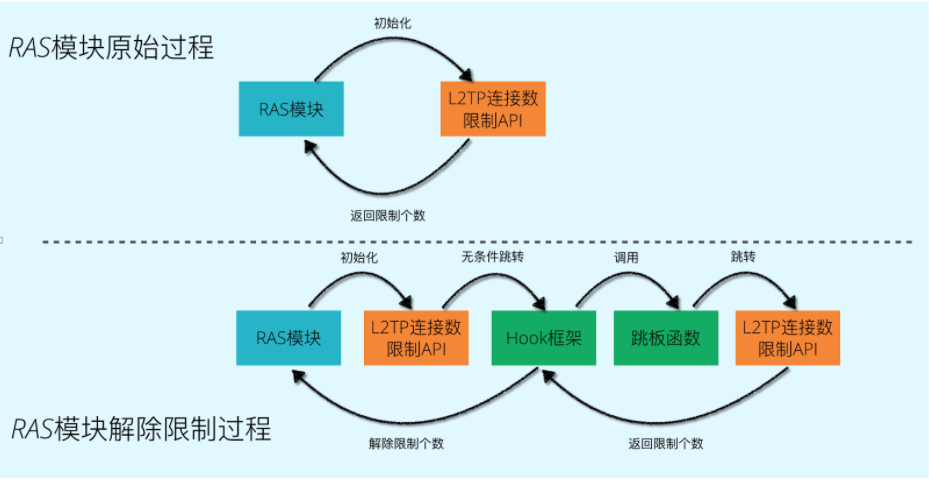 初始化
RAS模块原始过程
RAS模块
L2TP连接数
限制API
返回限制个数
初始化
无条件跳转
调用
跳转
RAS模块
L2TP连接数
限制API
Hook框架
跳板函数
L2TP连接数
限制API
RAS模块解除限制过程
解除限制个数
返回限制个数